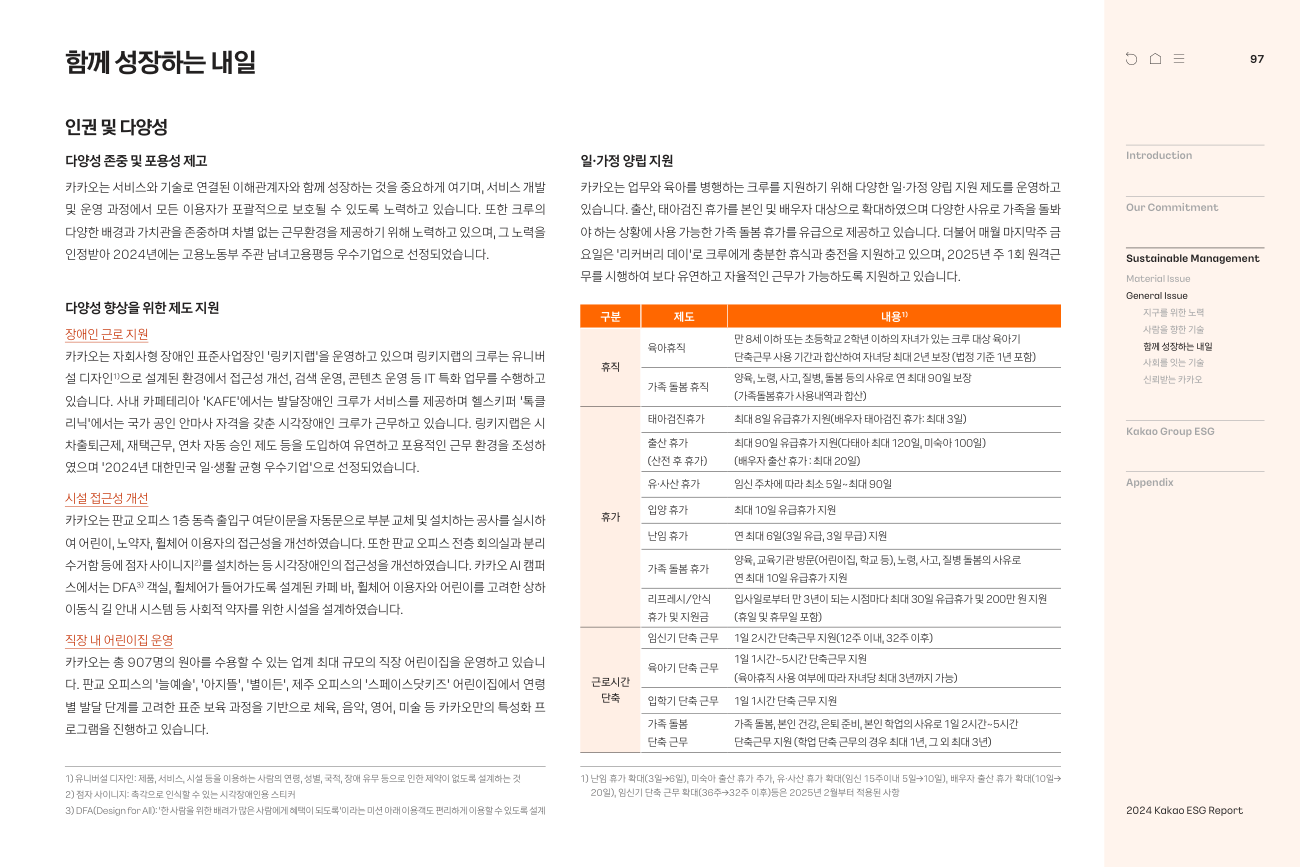 함께 성장하는 내일
인권 및 다양성
다양성 존중 및 포용성 제고
카카오는 서비스와 기술로 연결된 이해관계자와 함께 성장하는 것을 중요하게 여기며, 서비스 개발
및 운영 과정에서 모든 이용자가 포괄적으로 보호될 수 있도록 노력하고 있습니다. 또한 크루의
다양한 배경과 가치관을 존중하며 차별 없는 근무환경을 제공하기 위해 노력하고 있으며, 그 노력을
인정받아 2024년에는 고용노동부 주관 남녀고용평등 우수기업으로 선정되었습니다.
다양성 향상을 위한 제도 지원
장애인 근로 지원
카카오는 자회사형 장애인 표준사업장인 '링키지랩'을 운영하고 있으며 링키지랩의 크루는 유니버
설 디자인1)으로 설계된 환경에서 접근성 개선, 검색 운영, 콘텐츠 운영 등 IT 특화 업무를 수행하고
있습니다. 사내 카페테리아 'KAFE'에서는 발달장애인 크루가 서비스를 제공하며 헬스키퍼 '톡클
리닉'에서는 국가 공인 안마사 자격을 갖춘 시각장애인 크루가 근무하고 있습니다. 링키지랩은 시
차출퇴근제, 재택근무, 연차 자동 승인 제도 등을 도입하여 유연하고 포용적인 근무 환경을 조성하
였으며 '2024년 대한민국 일·생활 균형 우수기업'으로 선정되었습니다.
시설 접근성 개선
카카오는 판교 오피스 1층 동측 출입구 여닫이문을 자동문으로 부분 교체 및 설치하는 공사를 실시하
여 어린이, 노약자, 휠체어 이용자의 접근성을 개선하였습니다. 또한 판교 오피스 전층 회의실과 분리
수거함 등에 점자 사이니지2)를 설치하는 등 시각장애인의 접근성을 개선하였습니다. 카카오 AI 캠퍼
스에서는 DFA3) 객실, 휠체어가 들어가도록 설계된 카페 바, 휠체어 이용자와 어린이를 고려한 상하
이동식 길 안내 시스템 등 사회적 약자를 위한 시설을 설계하였습니다.
직장 내 어린이집 운영
카카오는 총 907명의 원아를 수용할 수 있는 업계 최대 규모의 직장 어린이집을 운영하고 있습니
다. 판교 오피스의 '늘예솔', '아지뜰', '별이든', 제주 오피스의 '스페이스닷키즈' 어린이집에서 연령
별 발달 단계를 고려한 표준 보육 과정을 기반으로 체육, 음악, 영어, 미술 등 카카오만의 특성화 프
로그램을 진행하고 있습니다.
1) 유니버설 디자인: 제품, 서비스, 시설 등을 이용하는 사람의 연령, 성별, 국적, 장애 유무 등으로 인한 제약이 없도록 설계하는 것
2) 점자 사이니지: 촉각으로 인식할 수 있는 시각장애인용 스티커
3) DFA(Design for All): '한 사람을 위한 배려가 많은 사람에게 혜택이 되도록'이라는 미션 아래 이용객도 편리하게 이용할 수 있도록 설계
일·가정 양립 지원
카카오는 업무와 육아를 병행하는 크루를 지원하기 위해 다양한 일·가정 양립 지원 제도를 운영하고
있습니다. 출산, 태아검진 휴가를 본인 및 배우자 대상으로 확대하였으며 다양한 사유로 가족을 돌봐
야 하는 상황에 사용 가능한 가족 돌봄 휴가를 유급으로 제공하고 있습니다. 더불어 매월 마지막주 금
요일은 '리커버리 데이'로 크루에게 충분한 휴식과 충전을 지원하고 있으며, 2025년 주 1회 원격근
무를 시행하여 보다 유연하고 자율적인 근무가 가능하도록 지원하고 있습니다.
구분 제도 내용1)
휴직
육아휴직
만 8세 이하 또는 초등학교 2학년 이하의 자녀가 있는 크루 대상 육아기
단축근무 사용 기간과 합산하여 자녀당 최대 2년 보장 (법정 기준 1년 포함)
가족 돌봄 휴직
양육, 노령, 사고, 질병, 돌봄 등의 사유로 연 최대 90일 보장
(가족돌봄휴가 사용내역과 합산)
휴가
태아검진휴가 최대 8일 유급휴가 지원(배우자 태아검진 휴가: 최대 3일)
출산 휴가
(산전 후 휴가)
최대 90일 유급휴가 지원(다태아 최대 120일, 미숙아 100일)
(배우자 출산 휴가 : 최대 20일)
유·사산 휴가 임신 주차에 따라 최소 5일~최대 90일
입양 휴가 최대 10일 유급휴가 지원
난임 휴가 연 최대 6일(3일 유급, 3일 무급) 지원
가족 돌봄 휴가
양육, 교육기관 방문(어린이집, 학교 등), 노령, 사고, 질병 돌봄의 사유로
연 최대 10일 유급휴가 지원
리프레시/안식
휴가 및 지원금
입사일로부터 만 3년이 되는 시점마다 최대 30일 유급휴가 및 200만 원 지원
(휴일 및 휴무일 포함)
근로시간
단축
임신기 단축 근무 1일 2시간 단축근무 지원(12주 이내, 32주 이후)
육아기 단축 근무
1일 1시간~5시간 단축근무 지원
(육아휴직 사용 여부에 따라 자녀당 최대 3년까지 가능)
입학기 단축 근무 1일 1시간 단축 근무 지원
가족 돌봄
단축 근무
가족 돌봄, 본인 건강, 은퇴 준비, 본인 학업의 사유로 1일 2시간~5시간
단축근무 지원 (학업 단축 근무의 경우 최대 1년, 그 외 최대 3년)
1) 난임 휴가 확대(3일→6일), 미숙아 출산 휴가 추가, 유·사산 휴가 확대(임신 15주이내 5일→10일), 배우자 출산 휴가 확대(10일→
20일), 임신기 단축 근무 확대(36주→32주 이후)등은 2025년 2월부터 적용된 사항
97
Introduction
Our Commitment
Sustainable Management
Material Issue
General Issue
지구를 위한 노력
사람을 향한 기술
함께 성장하는 내일
사회를 잇는 기술
신뢰받는 카카오
Kakao Group ESG
Appendix
2024 Kakao ESG Report